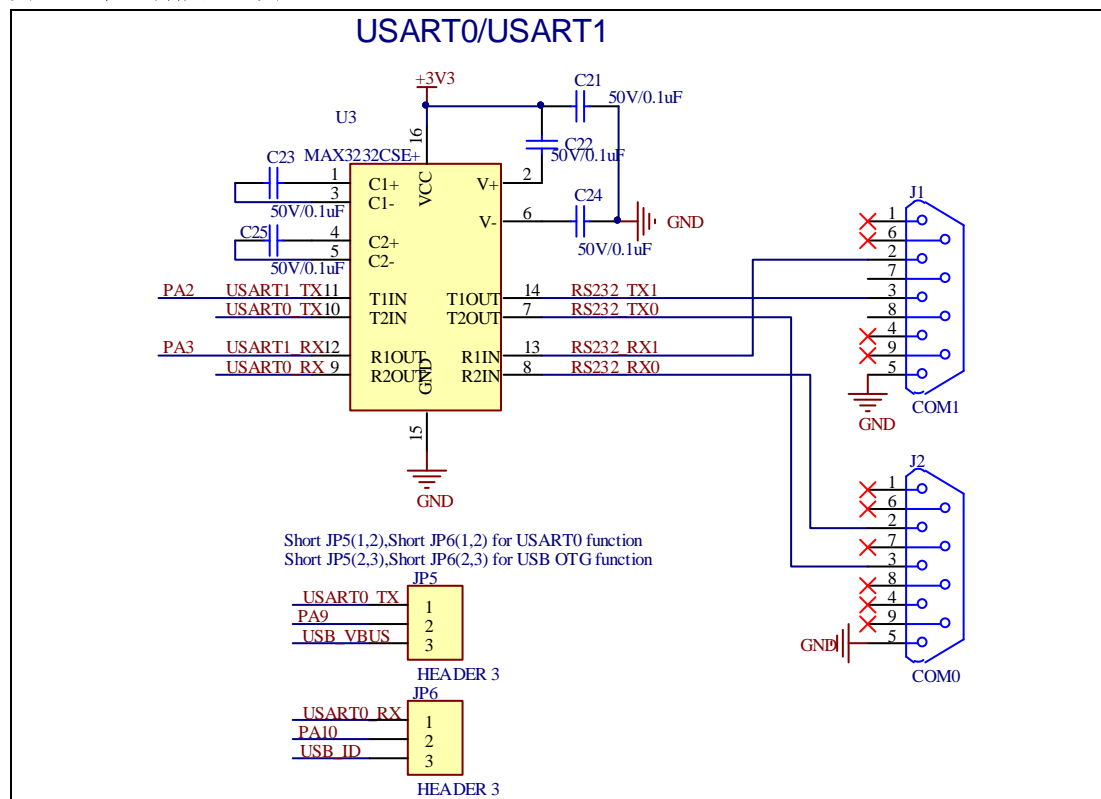 USART0/USART1
+3V3
C21
50V/0.1uF
U3
16
C22
50V/0.1uF
MAX3232CSE+
C23
1
C1+
VCC
V+
2
3
C1-
50V/0.1uF
C24
V-
6
GND
50V/0.1uF
4
C2+
C25
5
C2-
50V/0.1uF
PA2
USART1_TX
11
T1IN
T1OUT
14
RS232_TX1
USART0_TX
10
T2IN
T2OUT
7
RS232_TX0
PA3
USART1_RX
12
R1OUT
R1IN
13
RS232_RX1
USART0_RX
9
R2OUT
GND
R2IN
8
RS232_RX0
15
GND
J1
1
6
2
7
3
8
4
9
5
COM1
GND
J2
1
6
2
7
3
8
4
9
5
GND
COM0
Short JP5(1,2),Short JP6(1,2) for USART0 function
Short JP5(2,3),Short JP6(2,3) for USB OTG function
JP5
USART0_TX
1
PA9
2
USB_VBUS
3
HEADER 3
JP6
USART0_RX
1
PA10
2
USB_ID
3
HEADER 3